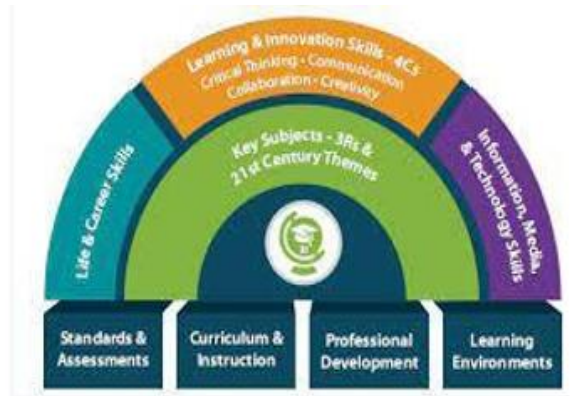 Learning & Innovation Skills - 4Cs
Critical Thinking • Communication
Collaboration • Creativity
Key Subjects - 3Rs &
21st Century Themes
Life & Career Skills
Information, Media,
& Technology Skills
Standards &
Assessments
Curriculum &
Instruction
Professional
Development
Learning
Environments